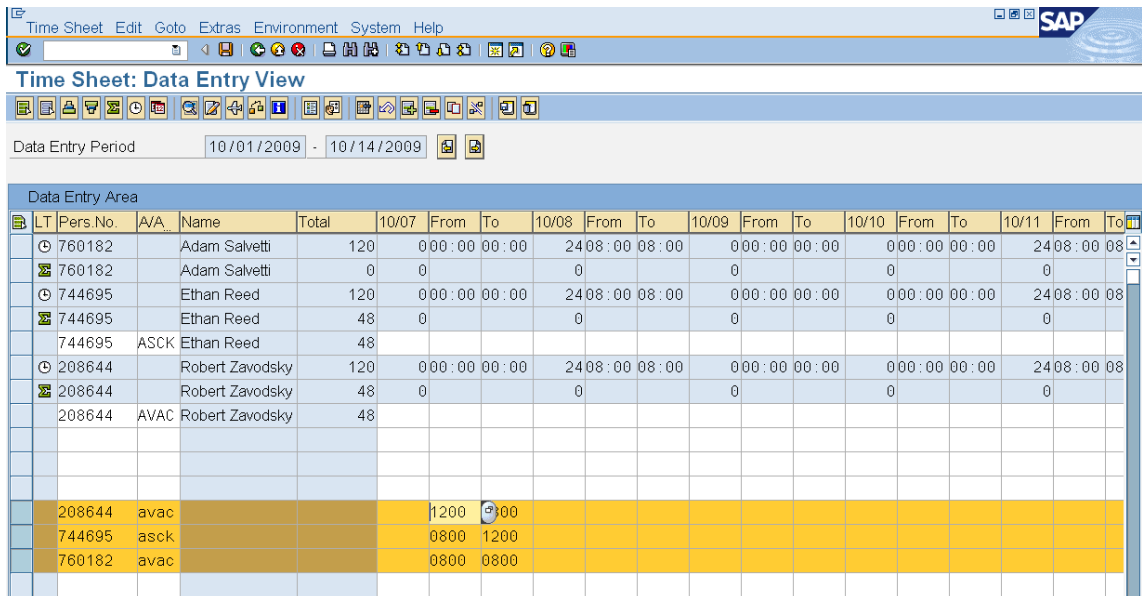 Time Sheet Edit Goto Extras Environment System Help
SAP
Time Sheet: Data Entry View
Data Entry Period 10/01/2009 - 10/14/2009
Data Entry Area
LT Pers.No. A/A... Name Total 10/07 From To 10/08 From To 10/09 From To 10/10 From To 10/11 From To
760182 Adam Salvetti 120 0 00:00 00:00 24 08:00 08:00 0 00:00 00:00 0 00:00 00:00 24 08:00 08
760182 Adam Salvetti 0 0 0 0 0 0
744695 Ethan Reed 120 0 00:00 00:00 24 08:00 08:00 0 00:00 00:00 0 00:00 00:00 24 08:00 08
744695 Ethan Reed 48 0 0 0 0 0
744695 ASCK Ethan Reed 48
208644 Robert Zavodsky 120 0 00:00 00:00 24 08:00 08:00 0 00:00 00:00 0 00:00 00:00 24 08:00 08
208644 Robert Zavodsky 48 0 0 0 0 0
208644 AVAC Robert Zavodsky 48
208644 avac 1200
744695 asck 0800 1200
760182 avac 0800 0800